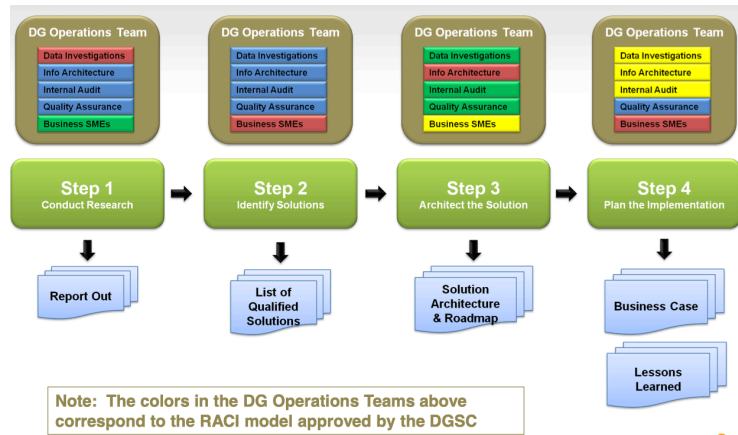 DG Operations Team
Data Investigations
Info Architecture
Internal Audit
Quality Assurance
Business SMEs
DG Operations Team
Data Investigations
Info Architecture
Internal Audit
Quality Assurance
Business SMEs
DG Operations Team
Data Investigations
Info Architecture
Internal Audit
Quality Assurance
Business SMEs
DG Operations Team
Data Investigations
Info Architecture
Internal Audit
Quality Assurance
Business SMEs
Step 1
Conduct Research
Step 2
Identify Solutions
Step 3
Architect the Solution
Step 4
Plan the Implementation
Report Out
List of
Qualified
Solutions
Solution
Architecture
& Roadmap
Business Case
Lessons
Learned
Note: The colors in the DG Operations Teams above
correspond to the RACI model approved by the DGSC